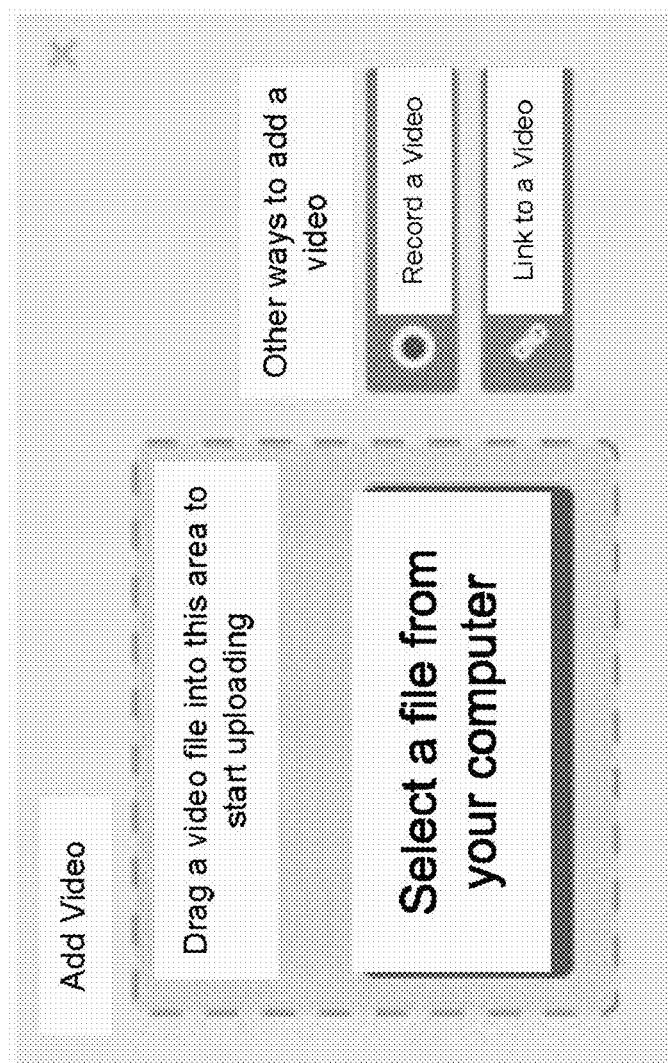 Add Video
X
Drag a video file into this area to
start uploading
Select a file from
your computer
Other ways to add a
video
Record a Video
Link to a Video